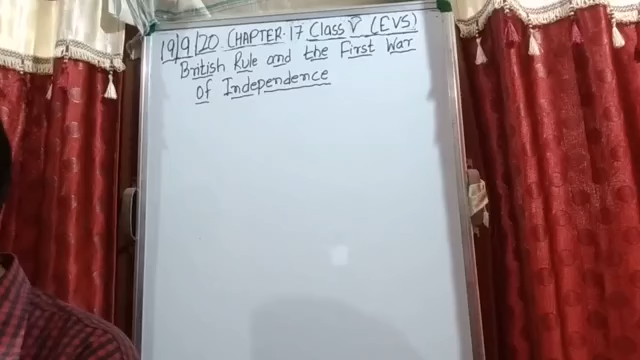 19/9/20 CHAPTER-17 Class V (EVS)
British Rule and the First War
of Independence